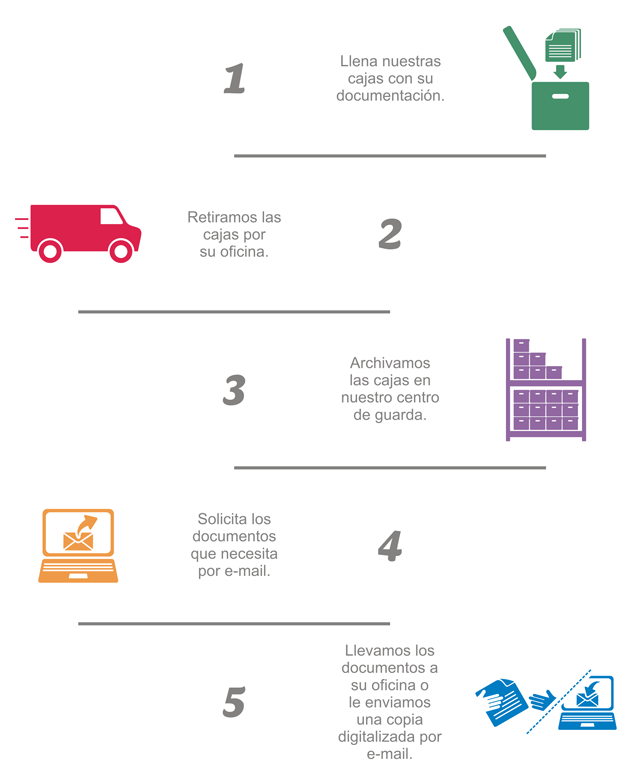 1
Llena nuestras
cajas con su
documentación.
Retiramos las
cajas por
su oficina.
2
3
Archivamos
las cajas en
nuestro centro
de guarda.
Solicita los
documentos
que necesita
por e-mail.
4
5
Llevamos los
documentos a
su oficina o
le enviamos
una copia
digitalizada por
e-mail.